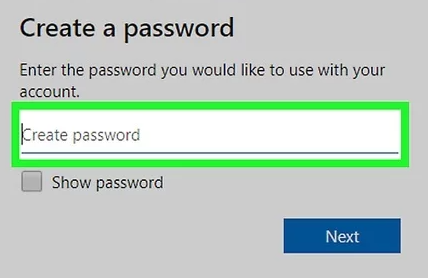 Create a password
Enter the password you would like to use with your
account.
Create password
Show password
Next